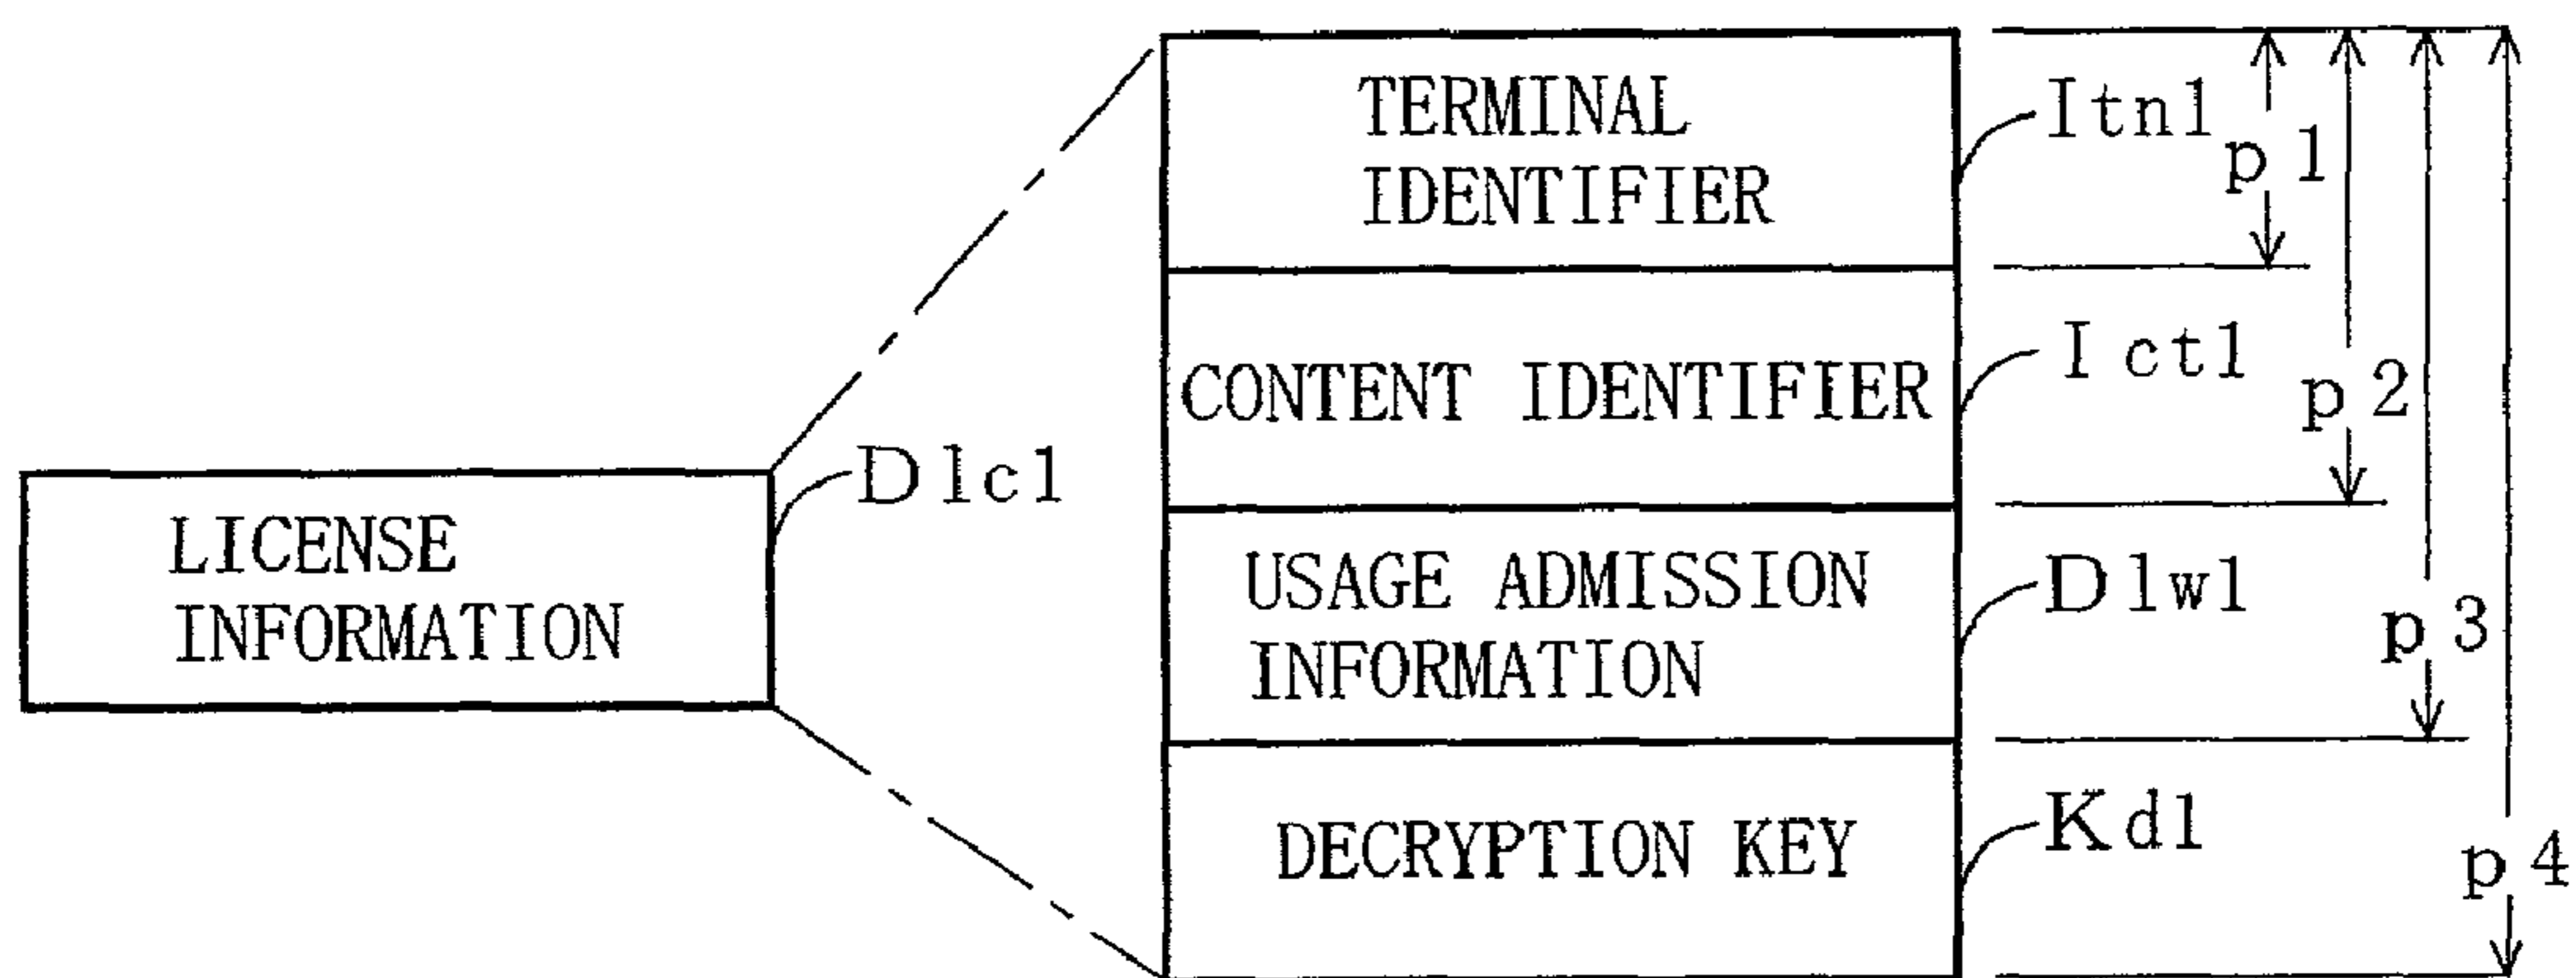 LICENSE
INFORMATION
Dlc1
TERMINAL
IDENTIFIER
Itn1
p1
CONTENT IDENTIFIER
Ict1
p2
USAGE ADMISSION
INFORMATION
Dlw1
p3
DECRYPTION KEY
Kd1
p4